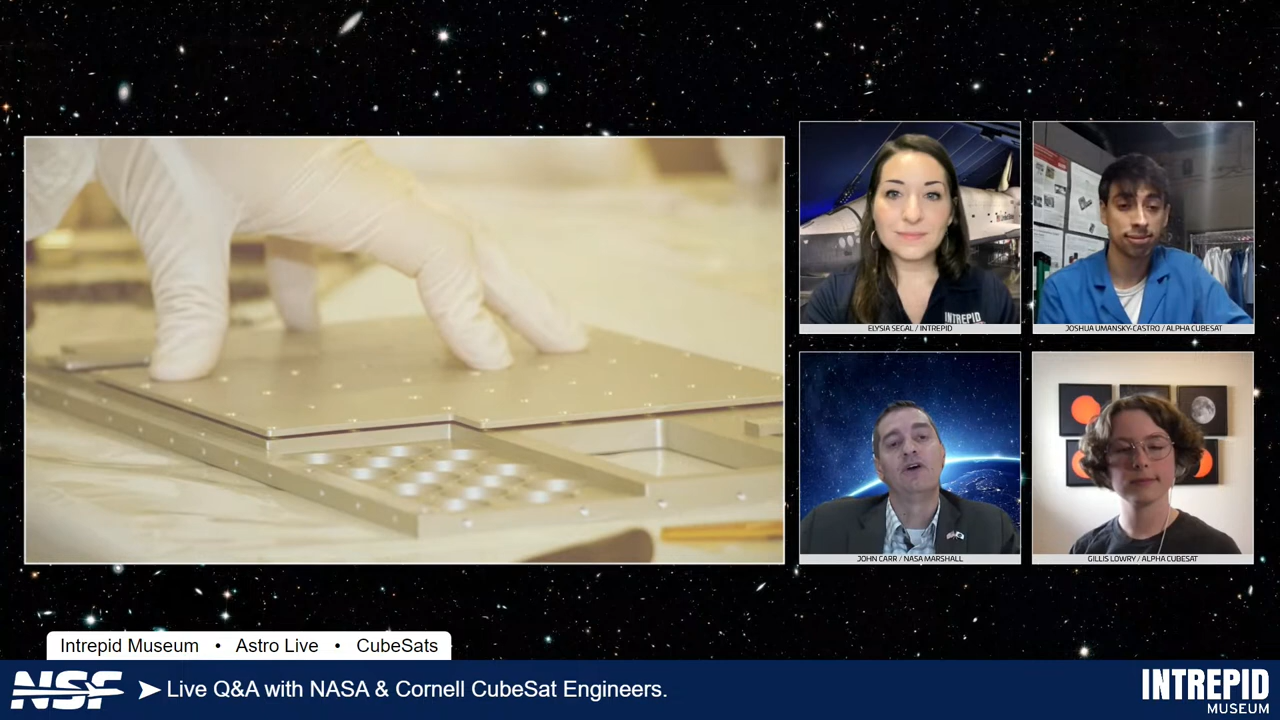 INTREPID
ELYSIA SEGAL / INTREPID
JOSHUA UMANSKY-CASTRO / ALPHA CUBESAT
JOHN CARR / NASA MARSHALL
GILLIS LOWRY / ALPHA CUBESAT
Intrepid Museum • Astro Live • CubeSats
NSF
Live Q&A with NASA & Cornell CubeSat Engineers.
INTREPID
MUSEUM